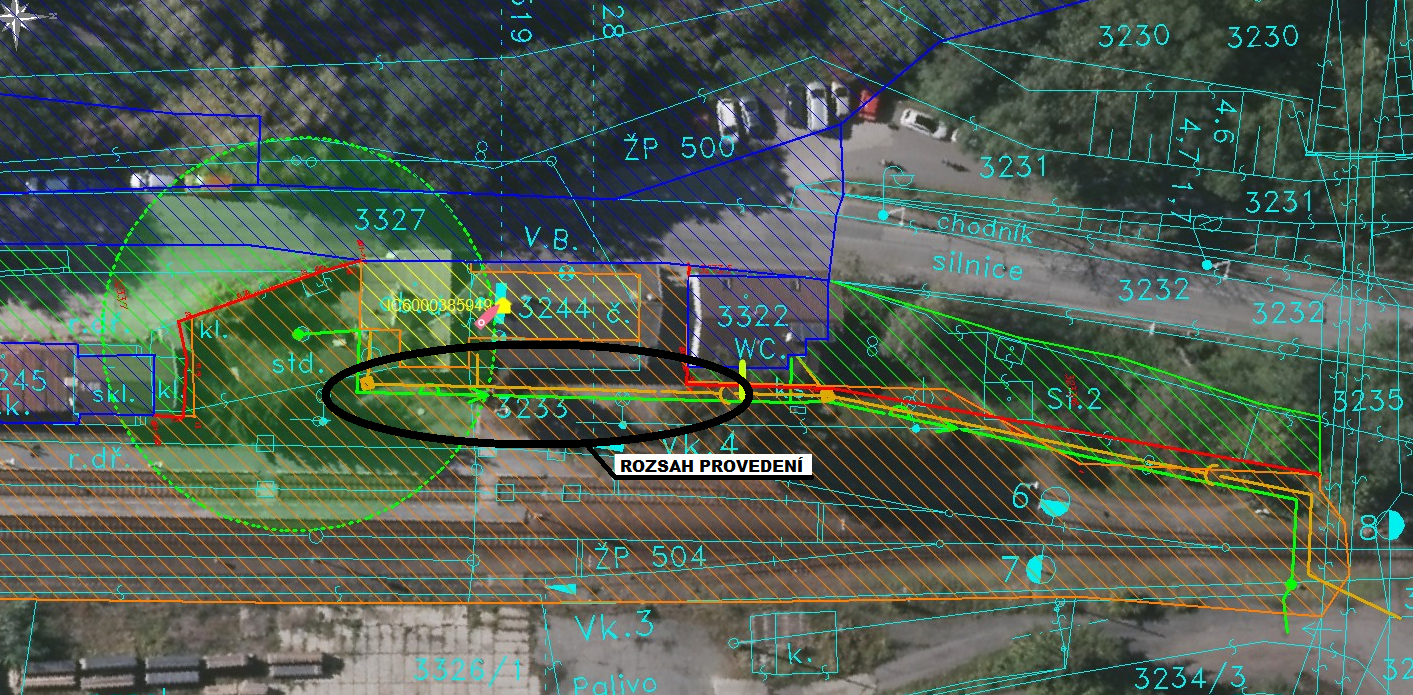 519
28
3230
3230
4.6
4,7
ŽP 500
3231
1,7
3231
3327
V.B.
chodník
silnice
3232
3232
IC6000385949
3244 č.
3322
WC.
r.dř.
kl.
std.
245
k.
skl.
kl
3233
St.2
3235
Vk 4
r.dř.
ROZSAH PROVEDENÍ
6
8
ŽP 504
7
Vk.3
3326/1
k.
Palivo
3234/3